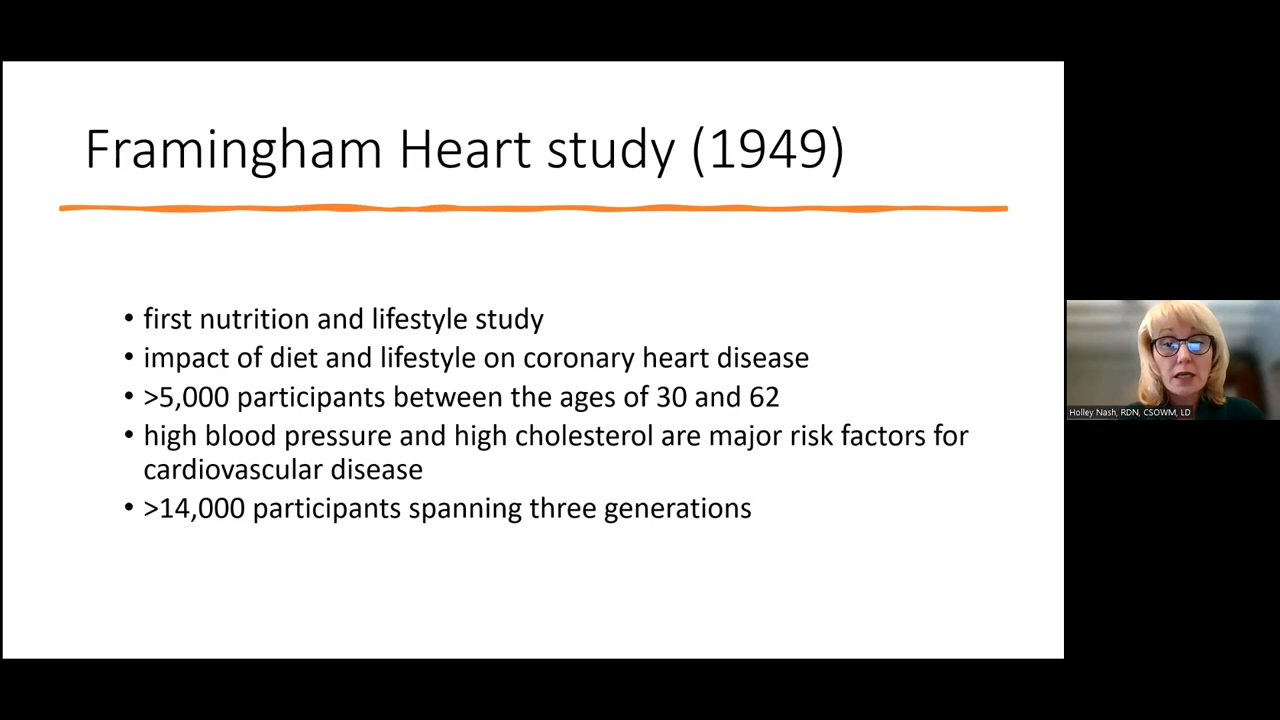 Framingham Heart study (1949)
• first nutrition and lifestyle study
• impact of diet and lifestyle on coronary heart disease
• >5,000 participants between the ages of 30 and 62
• high blood pressure and high cholesterol are major risk factors for
cardiovascular disease
• >14,000 participants spanning three generations
Holley Nash, RDN, CSOWM, LD